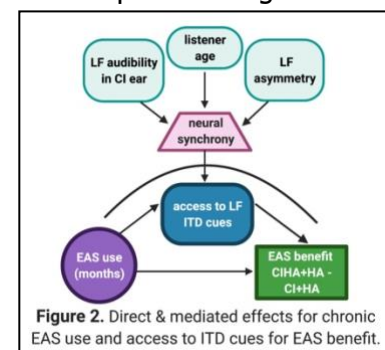 listener
age
LF audibility
in CI ear
LF
asymmetry
neural
synchrony
access to LF
ITD cues
EAS use
(months)
EAS benefit
CIHA+HA -
CI+HA
Figure 2. Direct & mediated effects for chronic
EAS use and access to ITD cues for EAS benefit.